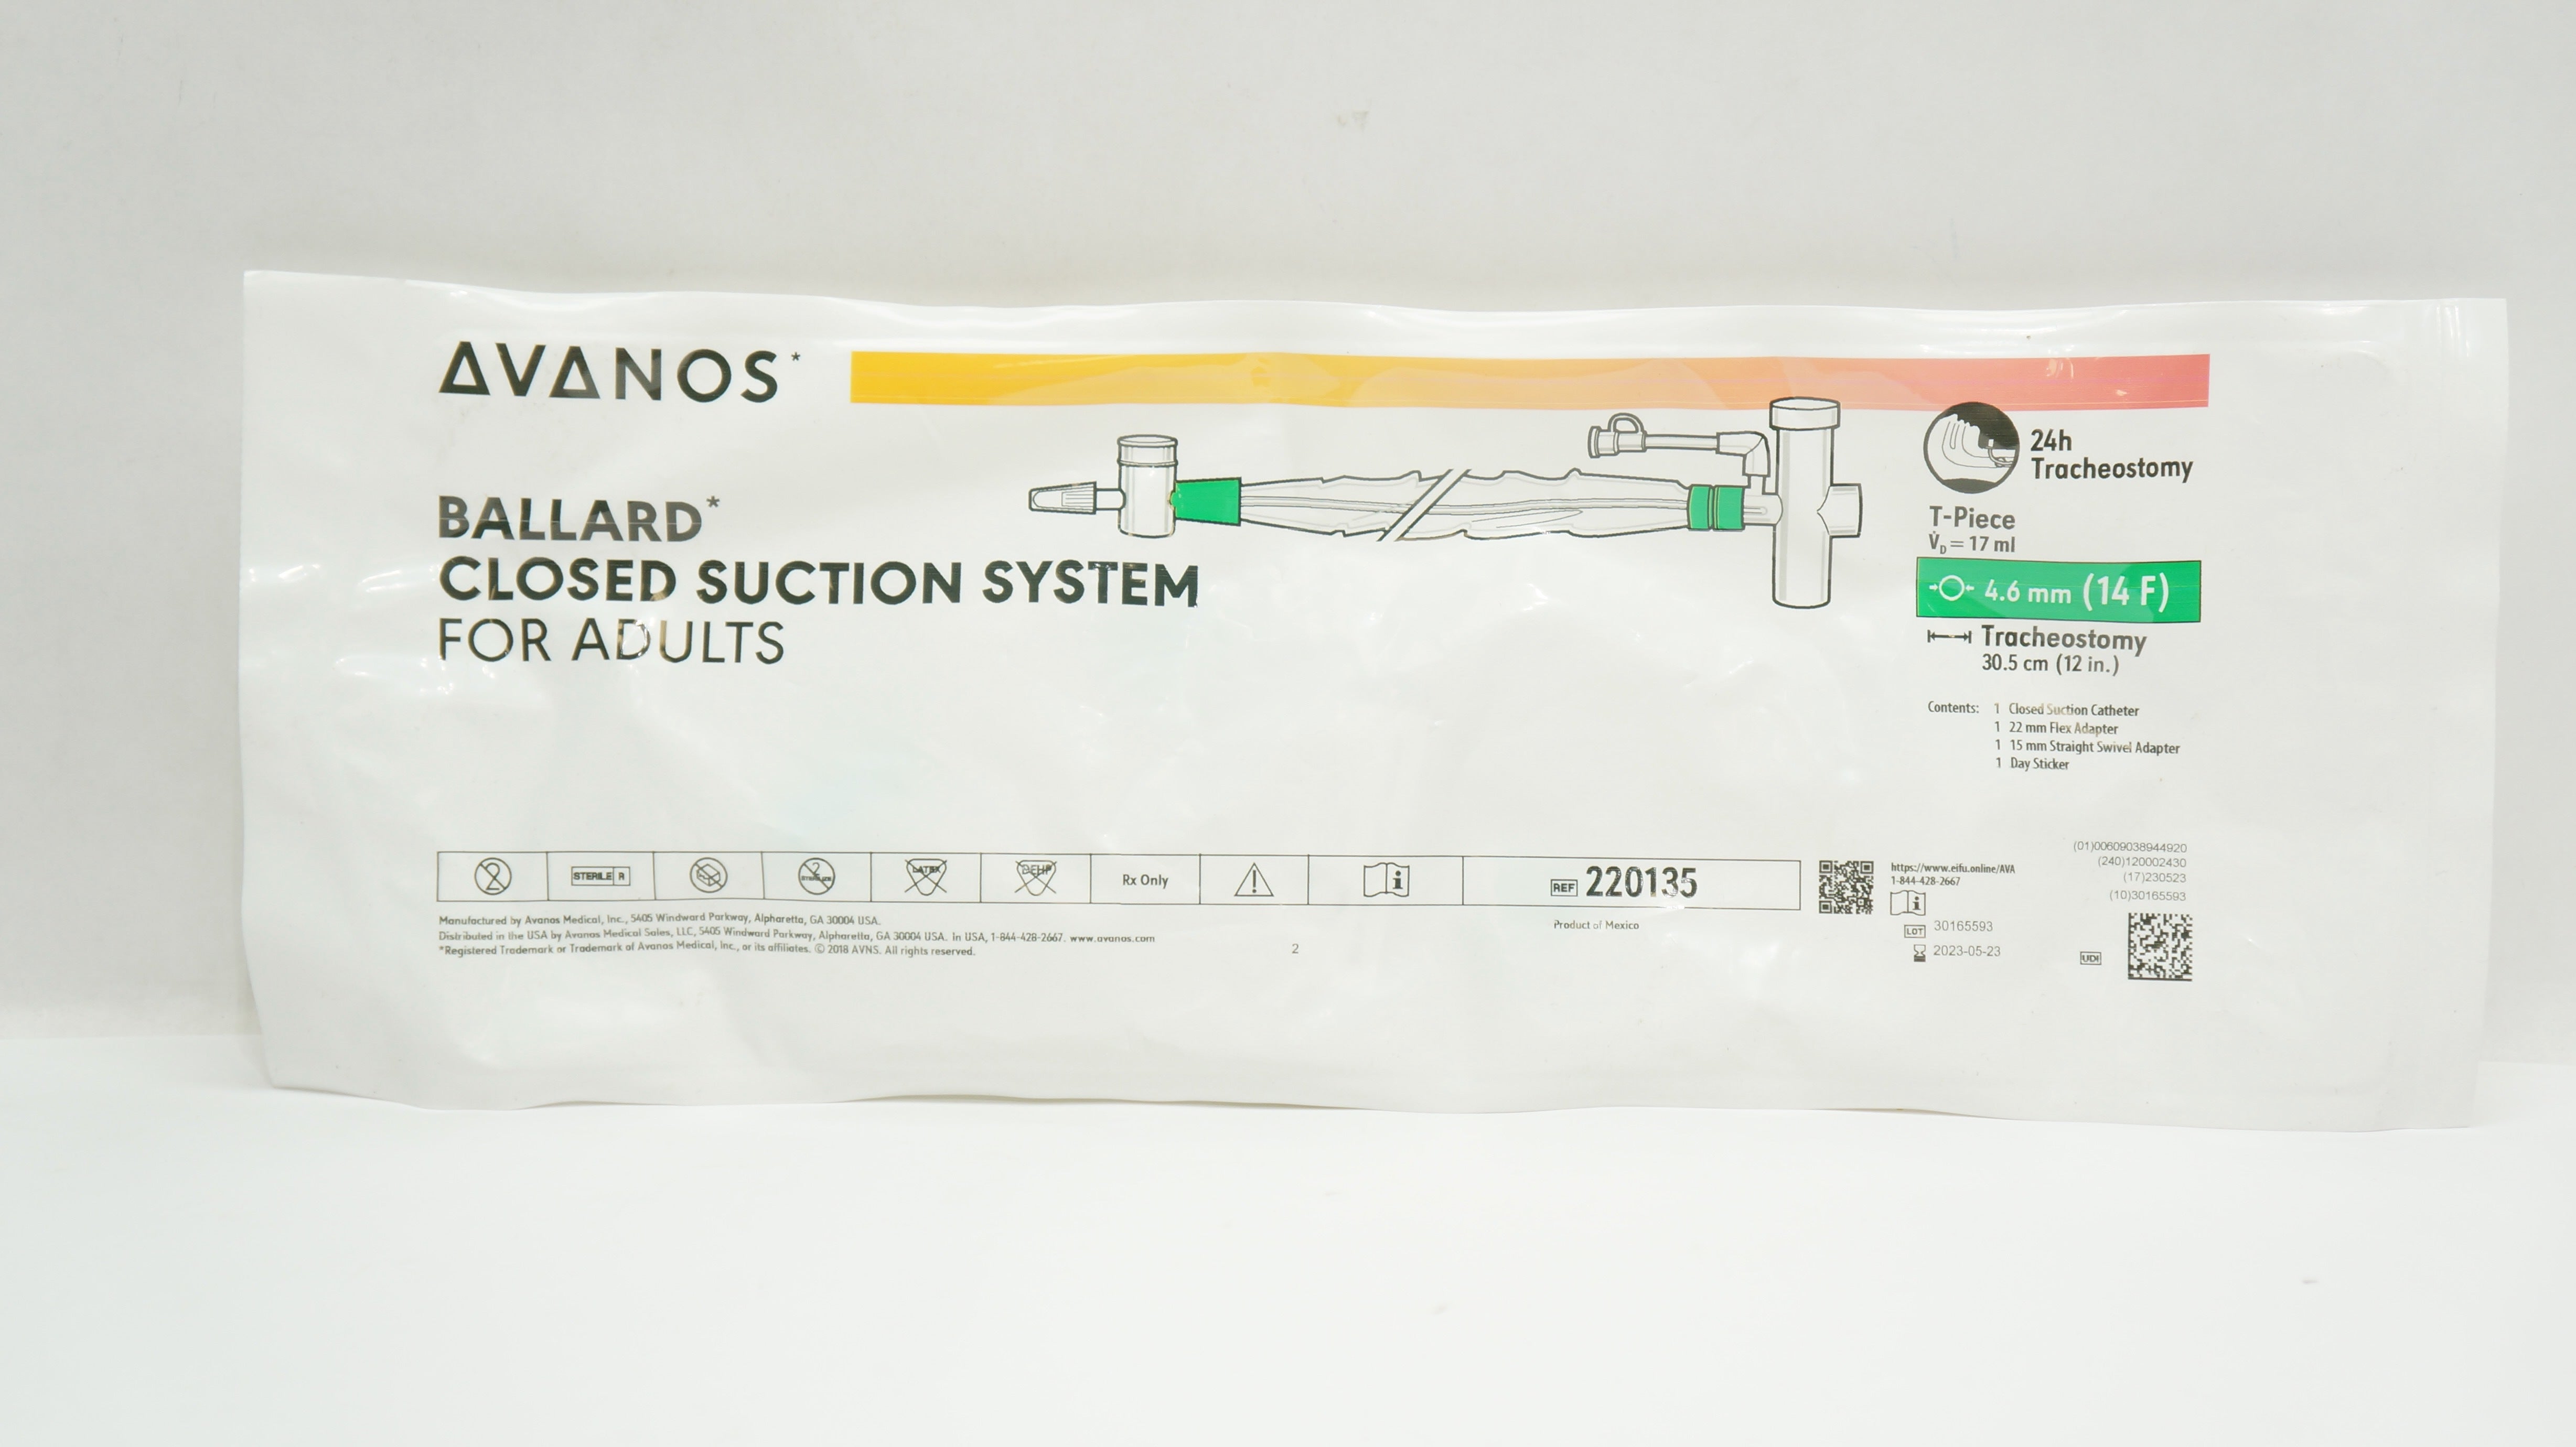 AVANOS*
BALLARD*
CLOSED SUCTION SYSTEM
FOR ADULTS
24h
Tracheostomy
T-Piece
V̇D = 17 ml
4.6 mm (14 F)
Tracheostomy
30.5 cm (12 in.)
Contents: 1 Closed Suction Catheter
1 22 mm Flex Adapter
1 15 mm Straight Swivel Adapter
1 Day Sticker
2
STERILE R
2
STERILIZE
LATEX
DEHP
Rx Only
REF 220135
Manufactured by Avanos Medical, Inc., 5405 Windward Parkway, Alpharetta, GA 30004 USA.
Distributed in the USA by Avanos Medical Sales, LLC, 5405 Windward Parkway, Alpharetta, GA 30004 USA. In USA, 1-844-428-2667. www.avanos.com
*Registered Trademark or Trademark of Avanos Medical, Inc., or its affiliates. © 2018 AVNS. All rights reserved.
2
Product of Mexico
https://www.eifu.online/AVA
1-844-428-2667
LOT 30165593
2023-05-23
(01)00609038944920
(240)120002430
(17)230523
(10)30165593
UDI